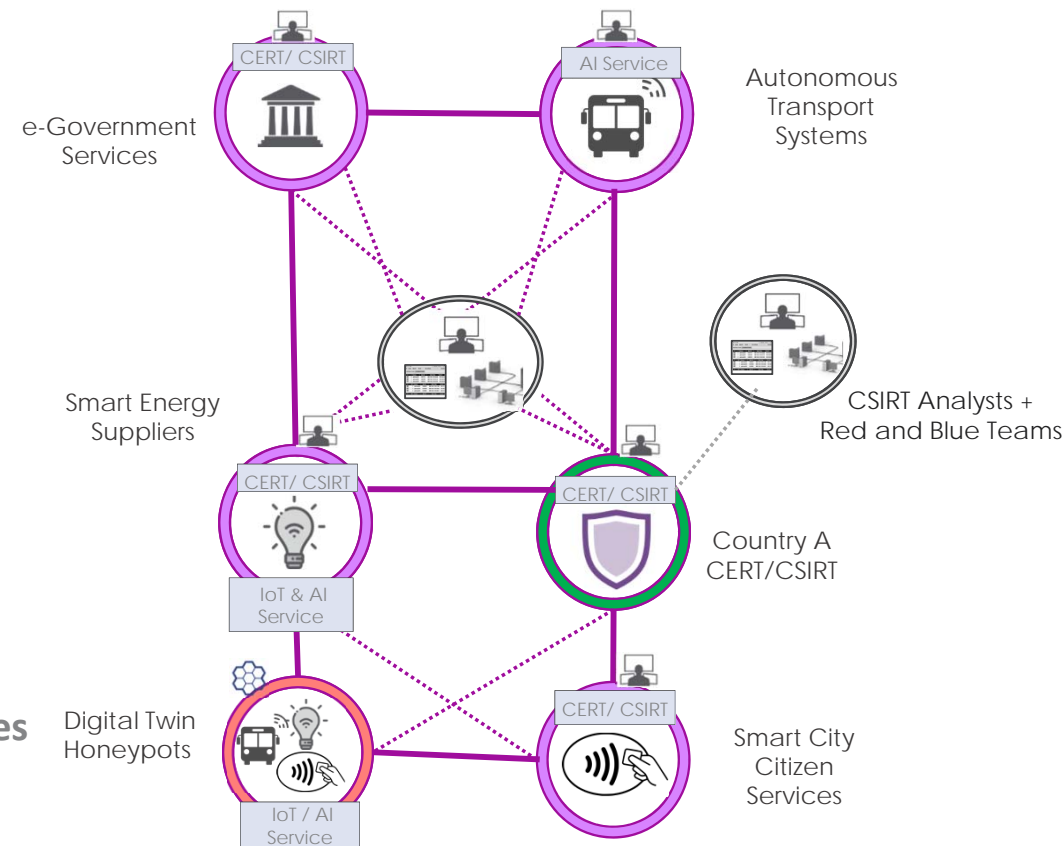 CERT/ CSIRT
AI Service
Autonomous
Transport
Systems
e-Government
Services
Smart Energy
Suppliers
CSIRT Analysts +
Red and Blue Teams
CERT/ CSIRT
CERT/ CSIRT
Country A
CERT/CSIRT
IoT & AI
Service
es
Digital Twin
Honeypots
CERT/ CSIRT
Smart City
Citizen
Services
IoT / AI
Service